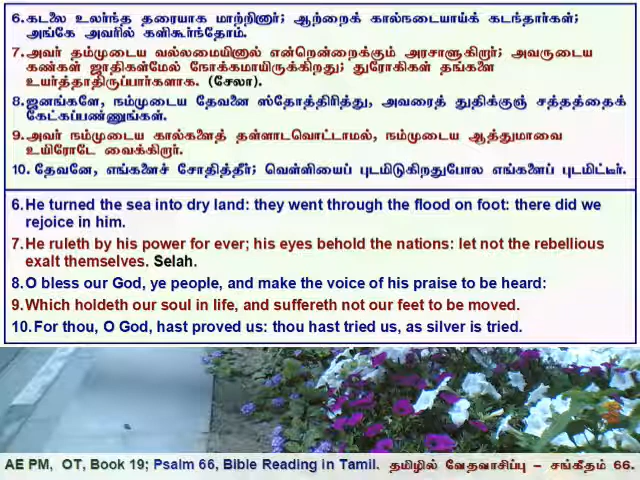 6.கடலை உலர்ந்த தரையாக மாற்றினார்; ஆற்றைக் கால்நடையாய்க் கடந்தார்கள்;
அங்கே அவரில் களிகூர்ந்தோம்.
7.அவர் தம்முடைய வல்லமையினால் என்றென்றைக்கும் அரசாளுகிறார்; அவருடைய
கண்கள் ஜாதிகள்மேல் நோக்கமாயிருக்கிறது; துரோகிகள் தங்களை
உயர்த்தாதிருப்பார்களாக. (சேலா).
8.ஜனங்களே, நம்முடைய தேவனை ஸ்தோத்திரித்து, அவரைத் துதிக்குஞ் சத்தத்தைக்
கேட்கப்பண்ணுங்கள்.
9.அவர் நம்முடைய கால்களைத் தள்ளாடவொட்டாமல், நம்முடைய ஆத்துமாவை
உயிரோடே வைக்கிறார்.
10.தேவனே, எங்களைச் சோதித்தீர்; வெள்ளியைப் புடமிடுகிறதுபோல எங்களைப் புடமிட்டீர்.
6.He turned the sea into dry land: they went through the flood on foot: there did we
rejoice in him.
7.He ruleth by his power for ever; his eyes behold the nations: let not the rebellious
exalt themselves. Selah.
8.O bless our God, ye people, and make the voice of his praise to be heard:
9.Which holdeth our soul in life, and suffereth not our feet to be moved.
10.For thou, O God, hast proved us: thou hast tried us, as silver is tried.
AE PM, OT, Book 19; Psalm 66, Bible Reading in Tamil. தமிழில் வேதவாசிப்பு – சங்கீதம் 66.